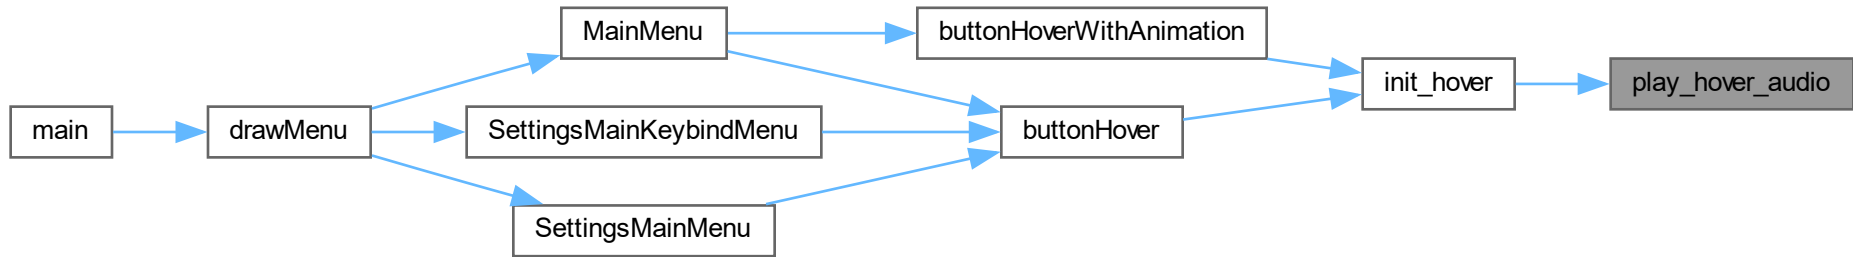 main
drawMenu
MainMenu
SettingsMainKeybindMenu
SettingsMainMenu
buttonHoverWithAnimation
buttonHover
init_hover
play_hover_audio